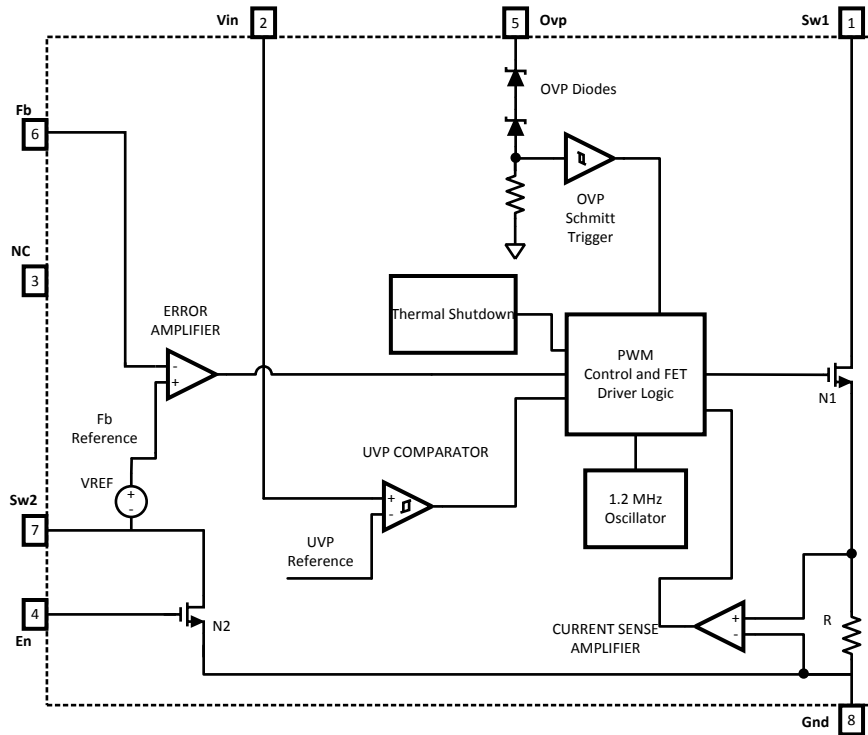 Vin
2
5
Ovp
Sw1
1
OVP Diodes
Fb
6
OVP
Schmitt
Trigger
NC
3
ERROR
AMPLIFIER
-
+
Thermal Shutdown
PWM
Control and FET
Driver Logic
N1
Fb
Reference
VREF
+
-
UVP COMPARATOR
+
-
1.2 MHz
Oscillator
Sw2
7
UVP
Reference
4
En
N2
CURRENT SENSE
AMPLIFIER
+
-
R
Gnd
8